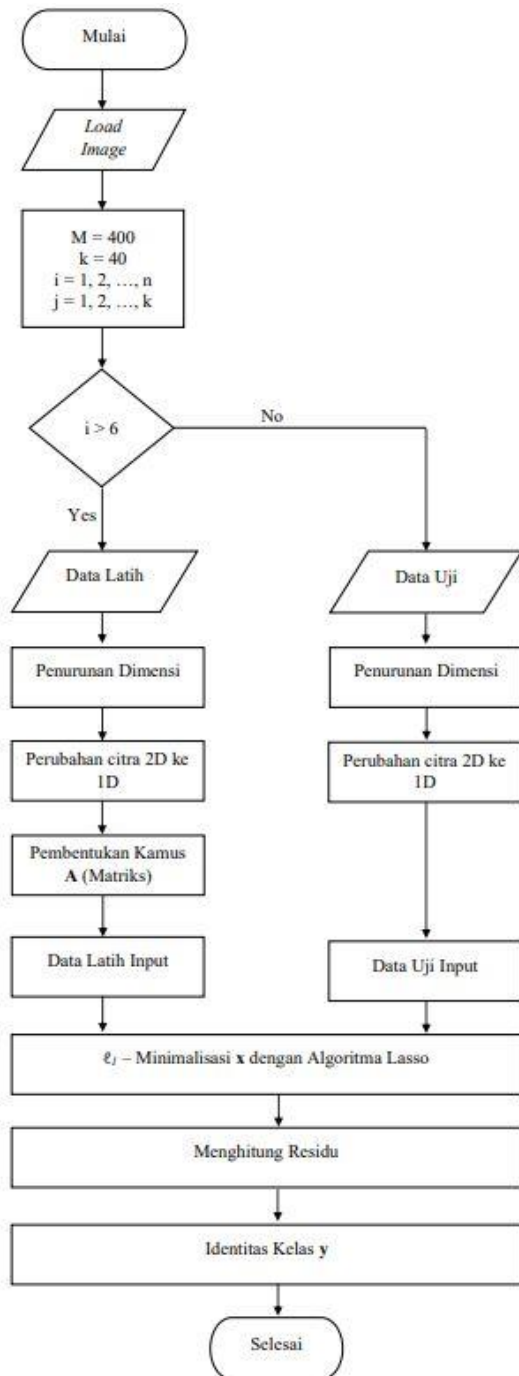 Mulai
Load
Image
M = 400
k = 40
i = 1, 2, …, n
j = 1, 2, …, k
i > 6
No
Yes
Data Latih
Data Uji
Penurunan Dimensi
Penurunan Dimensi
Perubahan citra 2D ke
1D
Perubahan citra 2D ke
1D
Pembentukan Kamus
A (Matriks)
Data Latih Input
Data Uji Input
ℓ₁ – Minimalisasi x dengan Algoritma Lasso
Menghitung Residu
Identitas Kelas y
Selesai